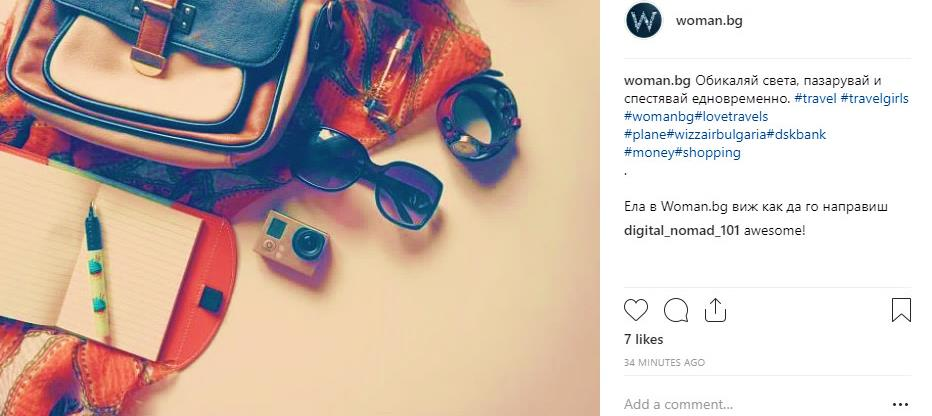 W
woman.bg
woman.bg Обикаляй света, пазарувай и
спестявай едновременно. #travel #travelgirls
#womanbg#lovetravels
#plane#wizzairbulgaria#dskbank
#money#shopping
.
Ела в Woman.bg виж как да го направиш
digital_nomad_101 awesome!
7 likes
34 MINUTES AGO
Add a comment...